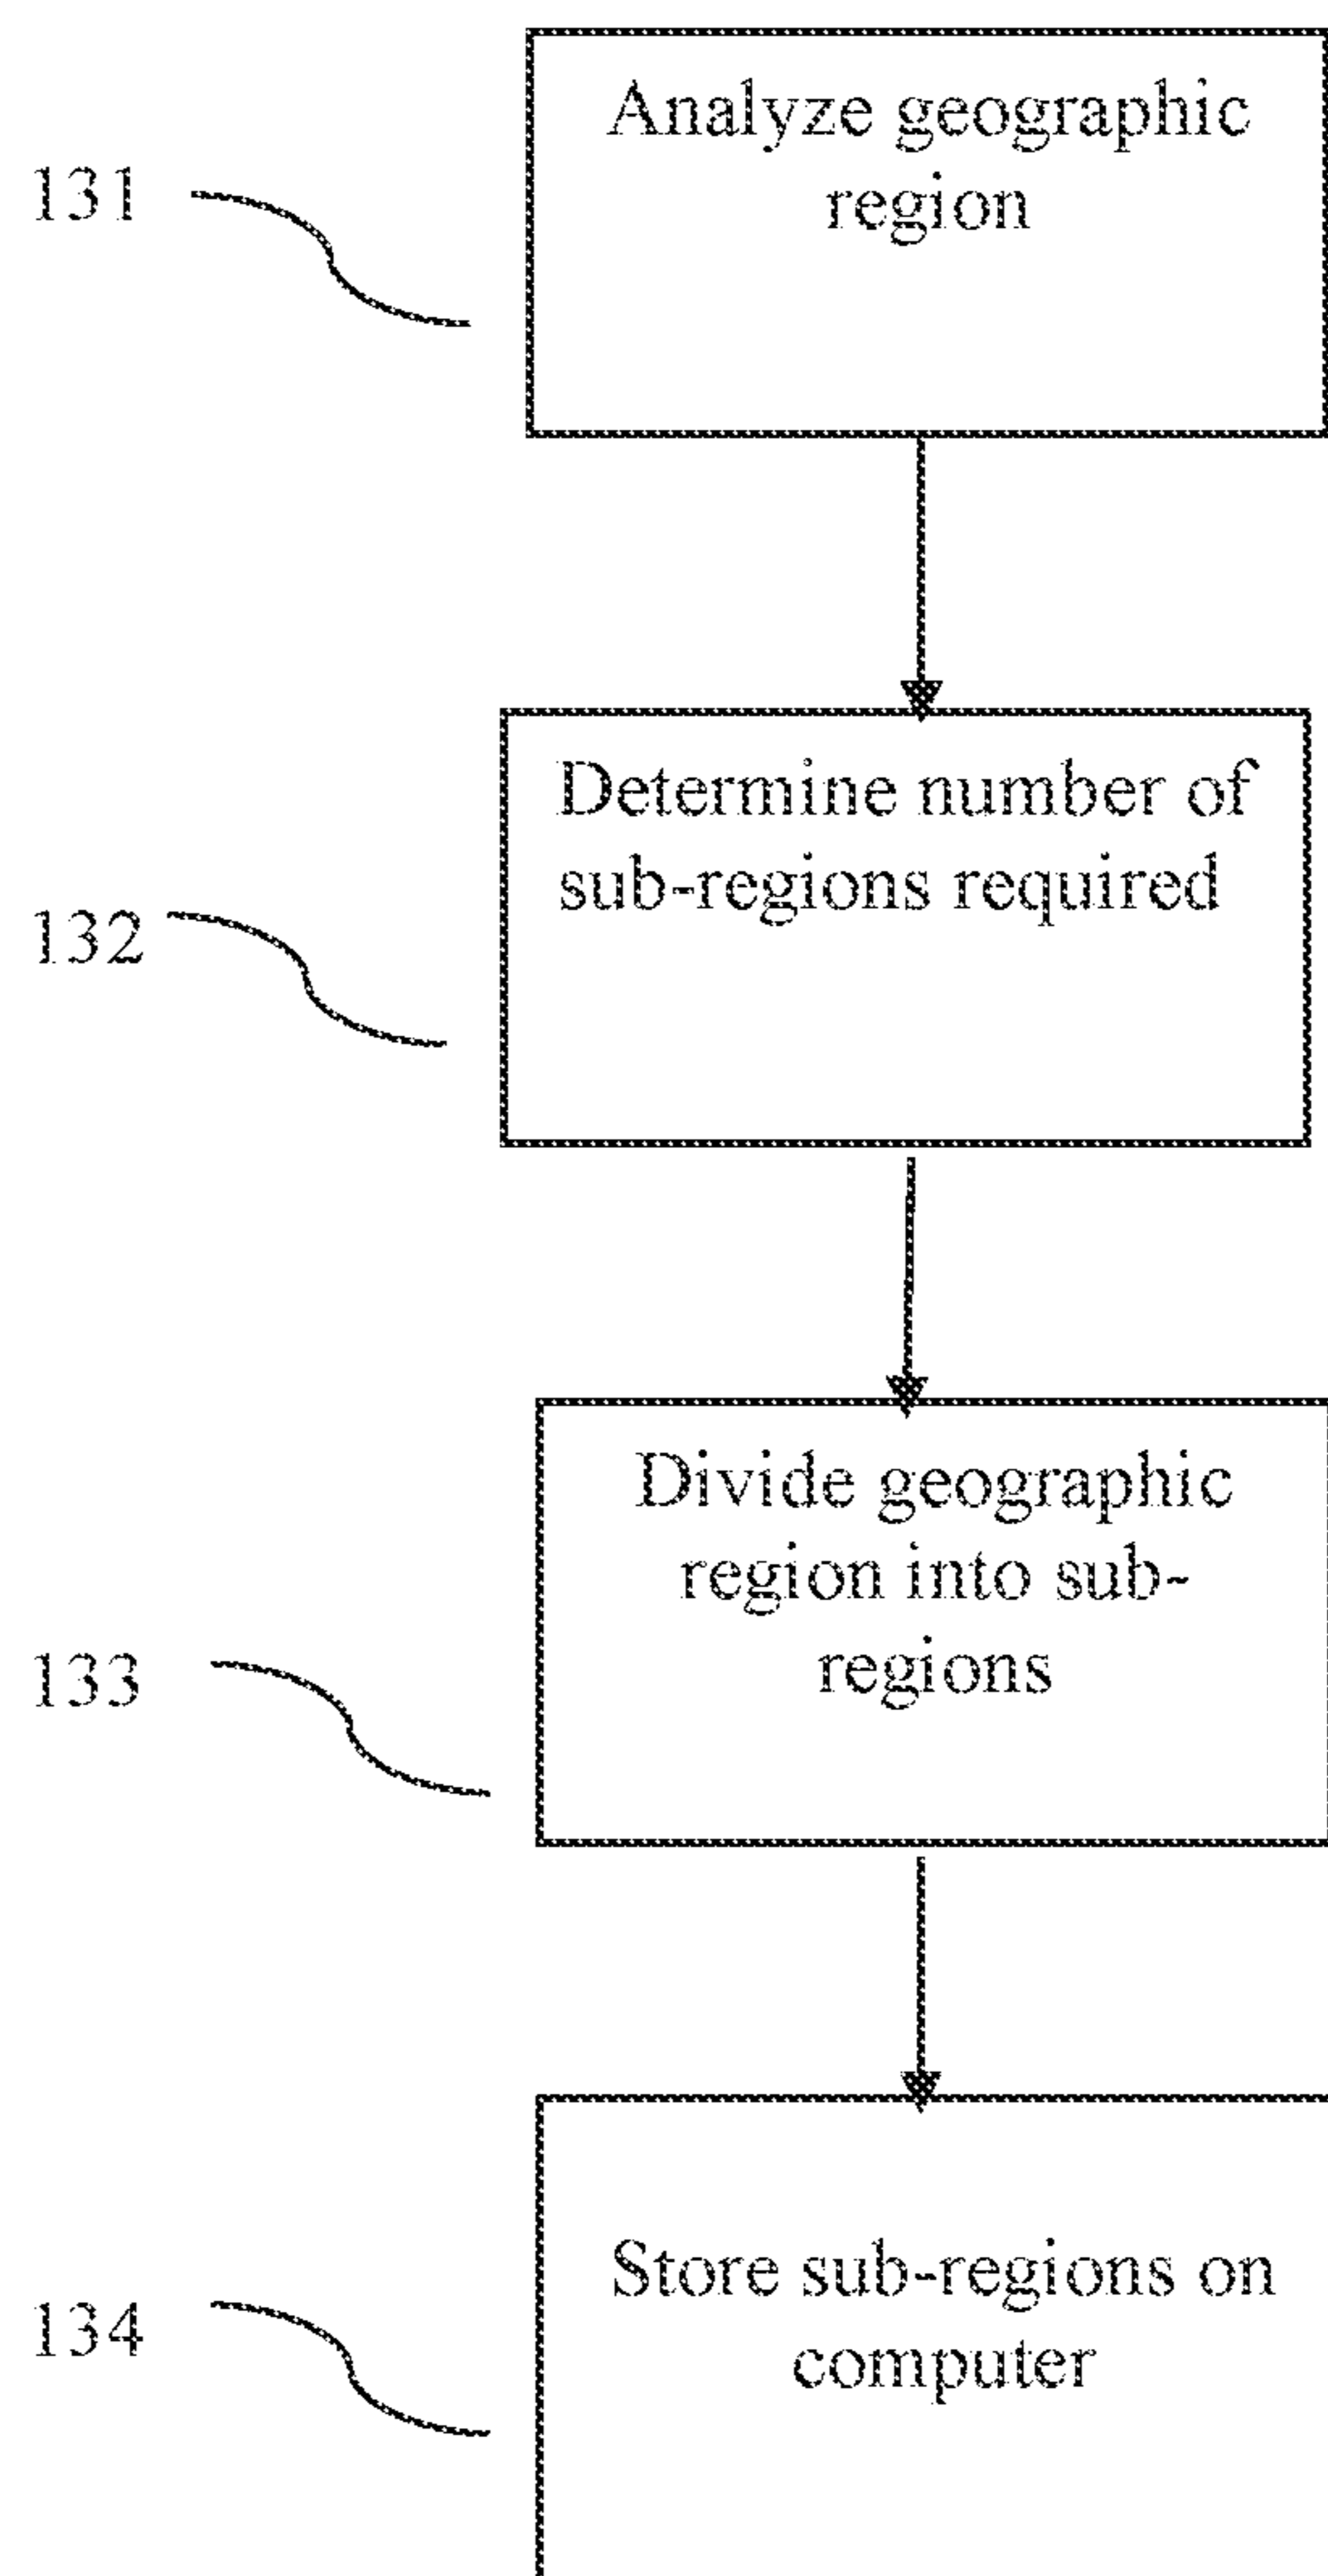 Analyze geographic
region
131
Determine number of
sub-regions required
132
Divide geographic
region into sub-
regions
133
Store sub-regions on
computer
134